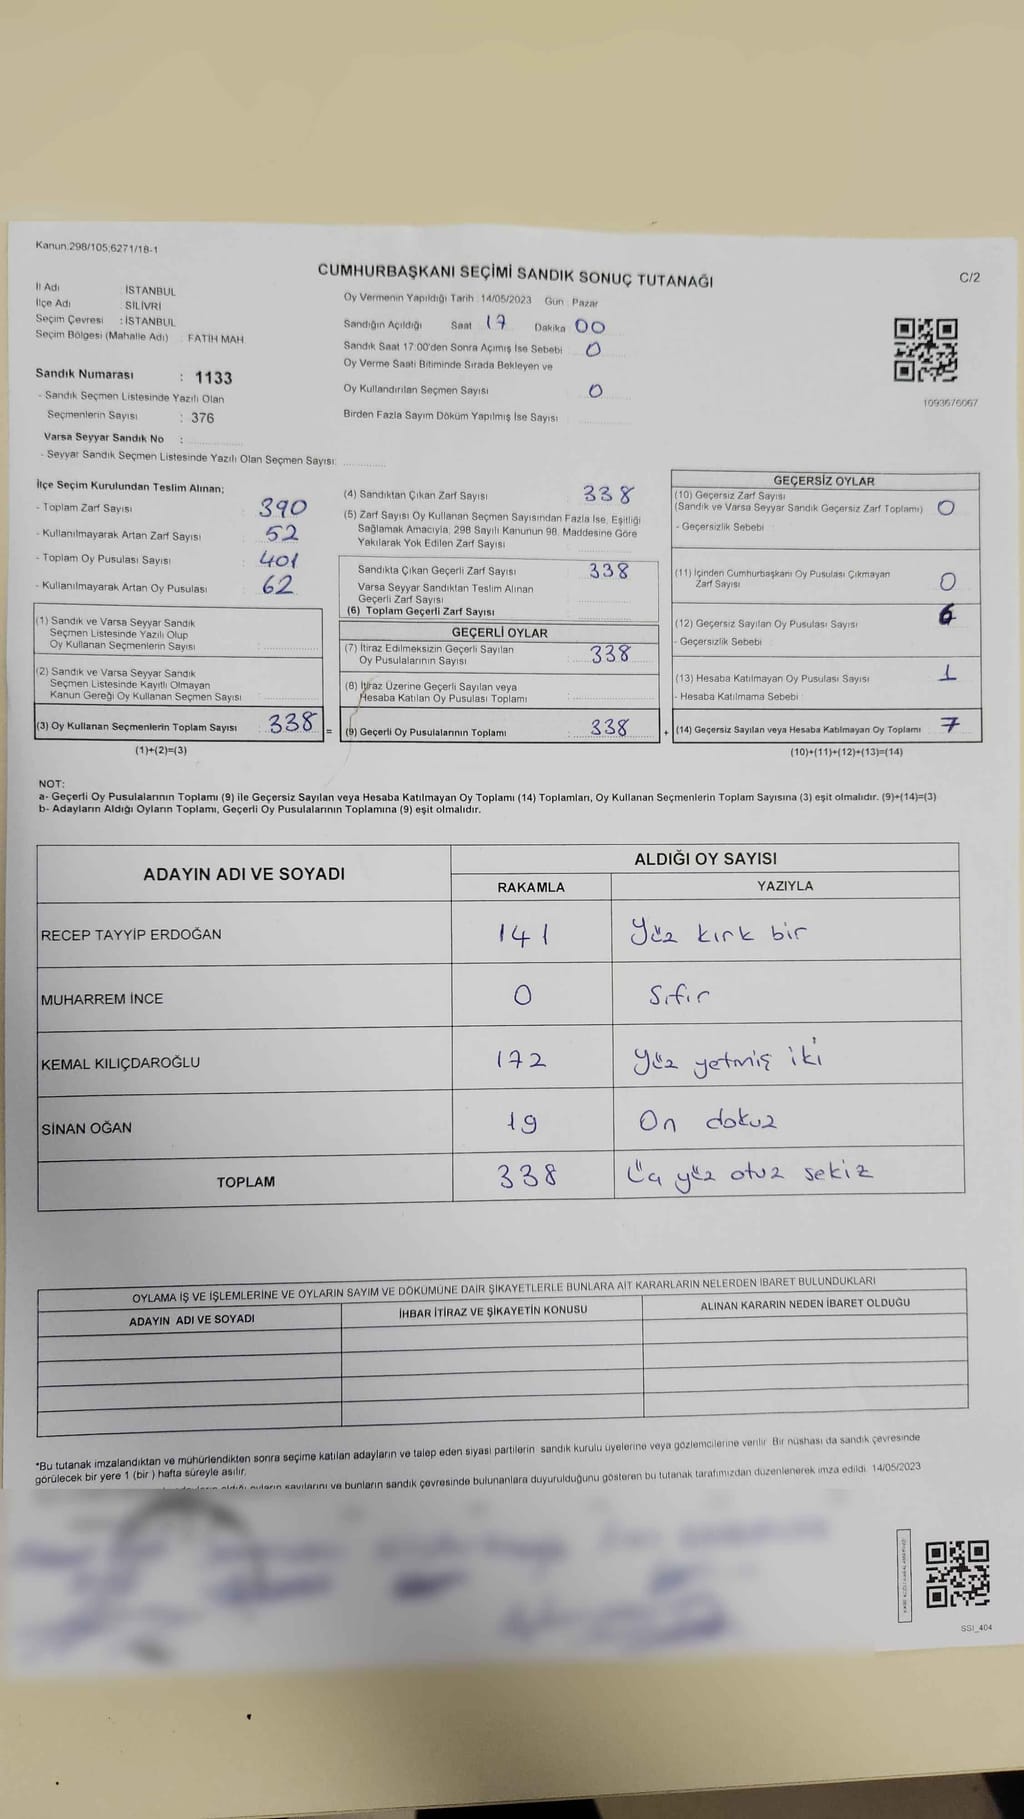 Kanun:298/105;6271/18-1
CUMHURBAŞKANI SEÇİMİ SANDIK SONUÇ TUTANAĞI
C/2
İl Adı : İSTANBUL
İlçe Adı : SİLİVRİ
Seçim Çevresi : İSTANBUL
Seçim Bölgesi (Mahalle Adı) : FATİH MAH
Sandık Numarası : 1133
- Sandık Seçmen Listesinde Yazılı Olan
Seçmenlerin Sayısı : 376
Varsa Seyyar Sandık No :
- Seyyar Sandık Seçmen Listesinde Yazılı Olan Seçmen Sayısı:
Oy Vermenin Yapıldığı Tarih : 14/05/2023 Gün : Pazar
Sandığın Açıldığı Saat 17 Dakika 00
Sandık Saat 17:00'den Sonra Açımış İse Sebebi 0
Oy Verme Saati Bitiminde Sırada Bekleyen ve
Oy Kullandırılan Seçmen Sayısı 0
Birden Fazla Sayım Döküm Yapılmış İse Sayısı
1093676067
İlçe Seçim Kurulundan Teslim Alınan;
- Toplam Zarf Sayısı : 390
- Kullanılmayarak Artan Zarf Sayısı : 52
- Toplam Oy Pusulası Sayısı : 401
- Kullanılmayarak Artan Oy Pusulası : 62
(1) Sandık ve Varsa Seyyar Sandık
Seçmen Listesinde Yazılı Olup
Oy Kullanan Seçmenlerin Sayısı :
(2) Sandık ve Varsa Seyyar Sandık
Seçmen Listesinde Kayıtlı Olmayan
Kanun Gereği Oy Kullanan Seçmen Sayısı
(3) Oy Kullanan Seçmenlerin Toplam Sayısı : 338 =
(1)+(2)=(3)
(4) Sandıktan Çıkan Zarf Sayısı 338
(5) Zarf Sayısı Oy Kullanan Seçmen Sayısından Fazla İse, Eşitliği
Sağlamak Amacıyla, 298 Sayılı Kanunun 98. Maddesine Göre
Yakılarak Yok Edilen Zarf Sayısı
Sandıkta Çıkan Geçerli Zarf Sayısı : 338
Varsa Seyyar Sandıktan Teslim Alınan
Geçerli Zarf Sayısı
(6) Toplam Geçerli Zarf Sayısı
GEÇERLİ OYLAR
(7) İtiraz Edilmeksizin Geçerli Sayılan
Oy Pusulalarının Sayısı : 338
(8) İtiraz Üzerine Geçerli Sayılan veya
Hesaba Katılan Oy Pusulası Toplamı :
(9) Geçerli Oy Pusulalarının Toplamı : 338 +
GEÇERSİZ OYLAR
(10) Geçersiz Zarf Sayısı
(Sandık ve Varsa Seyyar Sandık Geçersiz Zarf Toplamı) 0
- Geçersizlik Sebebi :
(11) İçinden Cumhurbaşkanı Oy Pusulası Çıkmayan
Zarf Sayısı 0
(12) Geçersiz Sayılan Oy Pusulası Sayısı 6
- Geçersizlik Sebebi :
(13) Hesaba Katılmayan Oy Pusulası Sayısı 1
- Hesaba Katılmama Sebebi :
(14) Geçersiz Sayılan veya Hesaba Katılmayan Oy Toplamı 7
(10)+(11)+(12)+(13)=(14)
NOT:
a- Geçerli Oy Pusulalarının Toplamı (9) ile Geçersiz Sayılan veya Hesaba Katılmayan Oy Toplamı (14) Toplamları, Oy Kullanan Seçmenlerin Toplam Sayısına (3) eşit olmalıdır. (9)+(14)=(3)
b- Adayların Aldığı Oyların Toplamı, Geçerli Oy Pusulalarının Toplamına (9) eşit olmalıdır.
ADAYIN ADI VE SOYADI ALDIĞI OY SAYISI
RAKAMLA YAZIYLA
RECEP TAYYİP ERDOĞAN 141 Yüz kırk bir
MUHARREM İNCE 0 Sıfır
KEMAL KILIÇDAROĞLU 172 Yüz yetmiş iki
SİNAN OĞAN 19 On dokuz
TOPLAM 338 Üç yüz otuz sekiz
OYLAMA İŞ VE İŞLEMLERİNE VE OYLARIN SAYIM VE DÖKÜMÜNE DAİR ŞİKAYETLERLE BUNLARA AİT KARARLARIN NELERDEN İBARET BULUNDUKLARI
ADAYIN ADI VE SOYADI İHBAR İTİRAZ VE ŞİKAYETİN KONUSU ALINAN KARARIN NEDEN İBARET OLDUĞU
*Bu tutanak imzalandıktan ve mühürlendikten sonra seçime katılan adayların ve talep eden siyasi partilerin sandık kurulu üyelerine veya gözlemcilerine verilir. Bir nüshası da sandık çevresinde
görülecek bir yere 1 (bir ) hafta süreyle asılır.
sayılarını ve bunların sandık çevresinde bulunanlara duyurulduğunu gösteren bu tutanak tarafımızdan düzenlenerek imza edildi. 14/05/2023
SSI_404